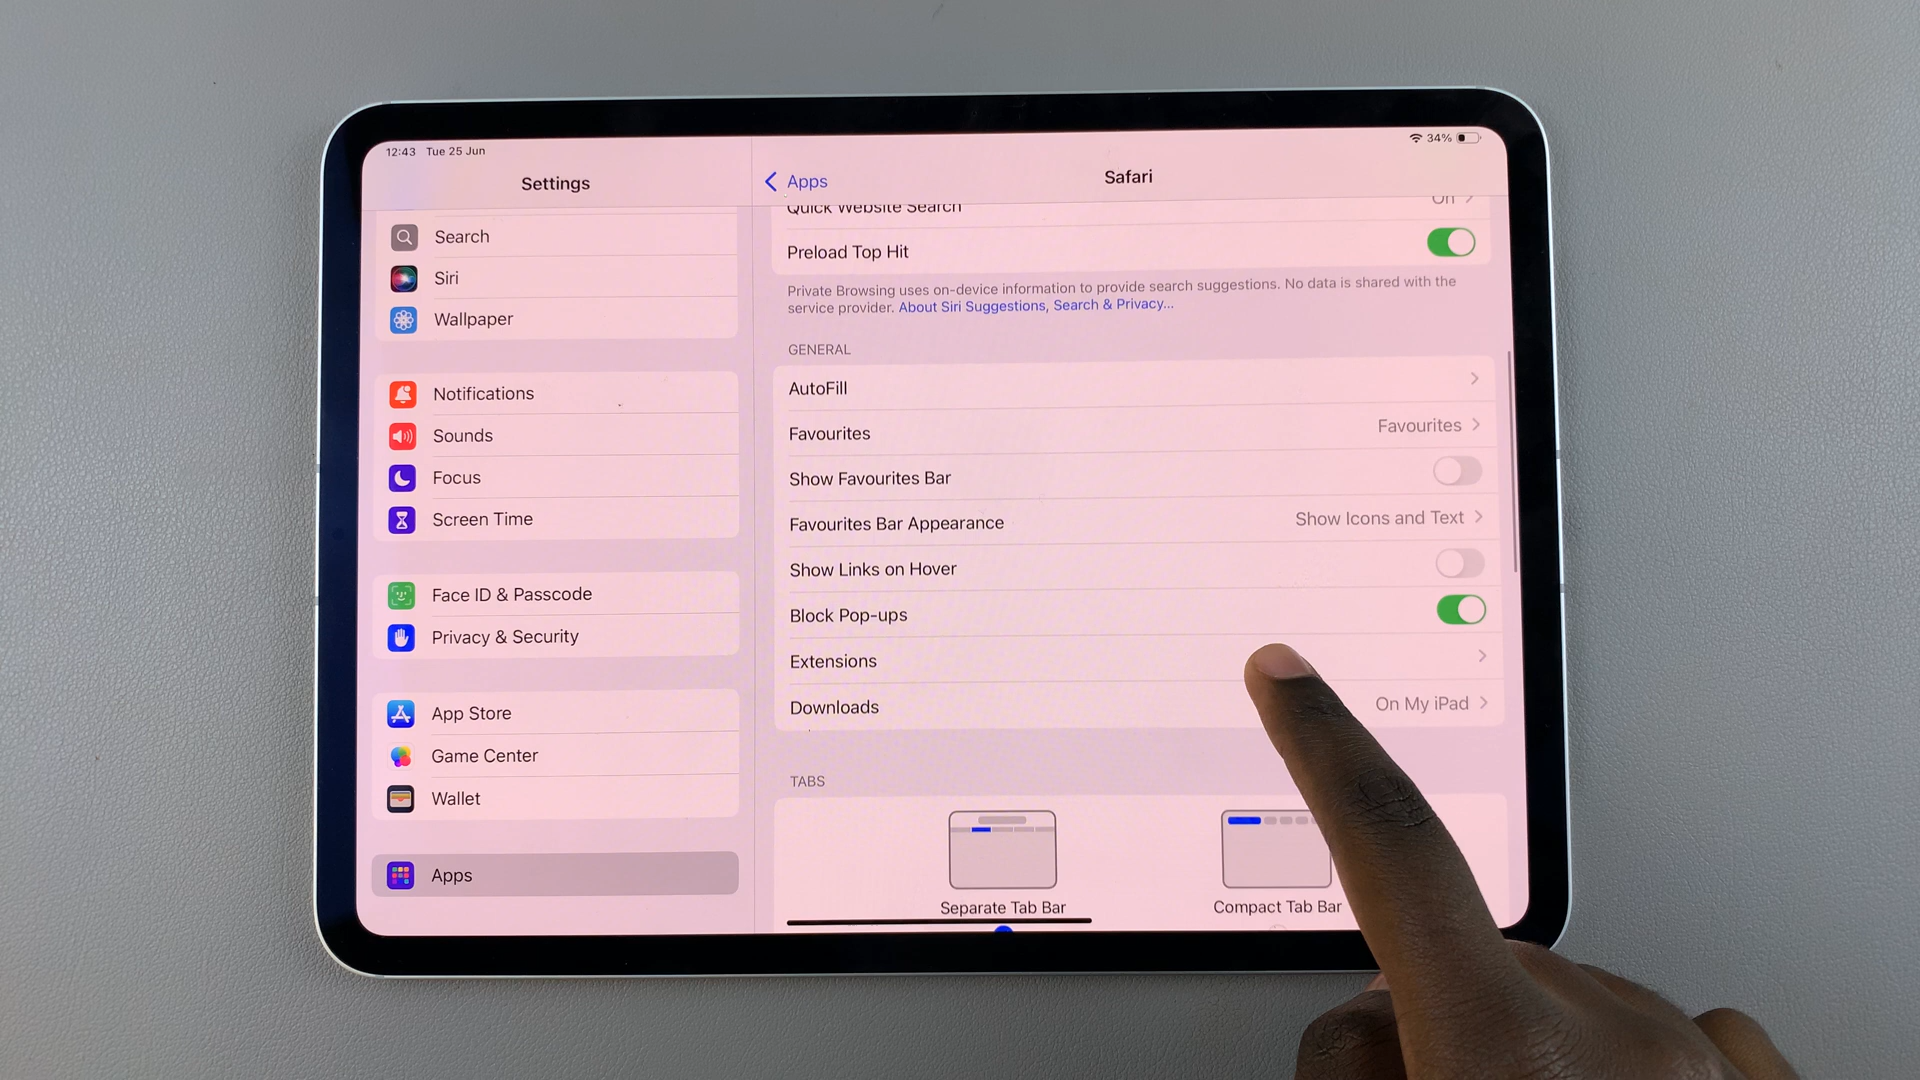 12:43 Tue 25 Jun
34%
Settings
Search
Siri
Wallpaper
Notifications
Sounds
Focus
Screen Time
Face ID & Passcode
Privacy & Security
App Store
Game Center
Wallet
Apps
Apps
Safari
Quick Website Search
On
Preload Top Hit
Private Browsing uses on-device information to provide search suggestions. No data is shared with the
service provider. About Siri Suggestions, Search & Privacy...
GENERAL
AutoFill
Favourites
Favourites
Show Favourites Bar
Favourites Bar Appearance
Show Icons and Text
Show Links on Hover
Block Pop-ups
Extensions
Downloads
On My iPad
TABS
Separate Tab Bar
Compact Tab Bar